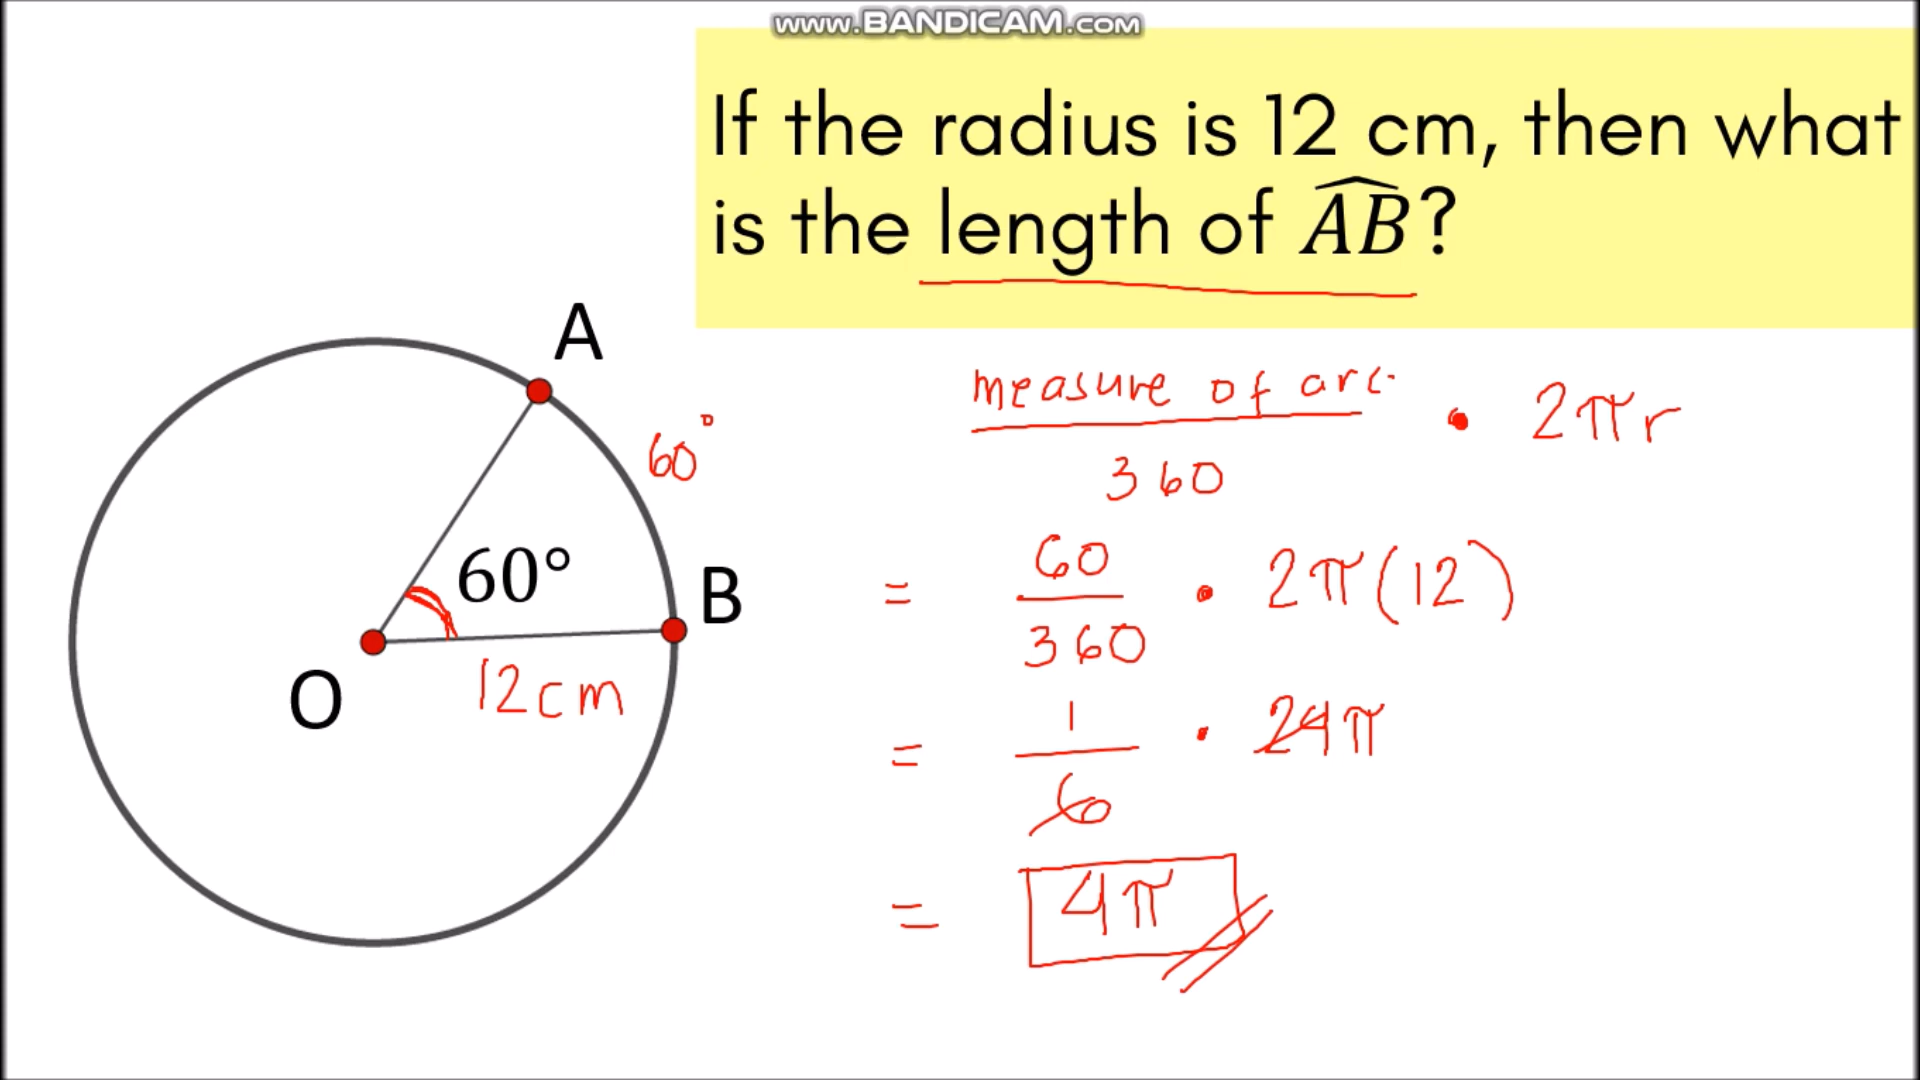 www.BANDICAM.com
If the radius is 12 cm, then what
is the length of \widehat{AB}?
A
60°
60°
B
O
12cm
measure of arc
360
• 2πr
= 60/360 • 2π(12)
= 1/6 • 24π
= 4π